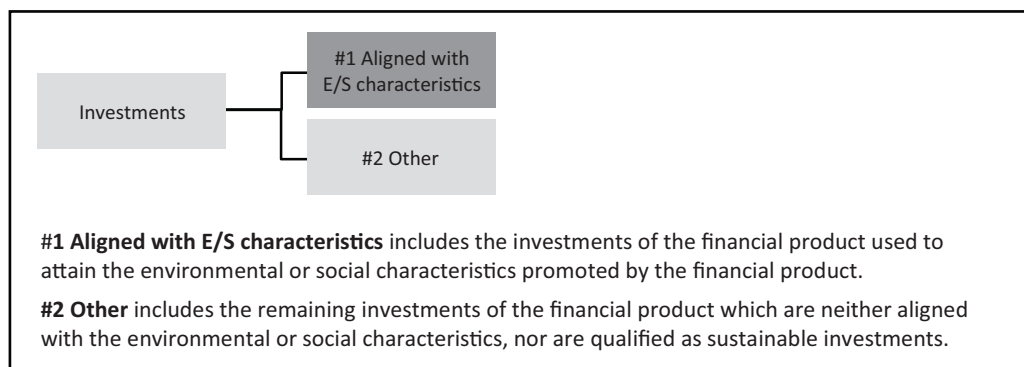 #1 Aligned with
E/S characteristics
Investments
#2 Other
#1 Aligned with E/S characteristics includes the investments of the financial product used to
attain the environmental or social characteristics promoted by the financial product.
#2 Other includes the remaining investments of the financial product which are neither aligned
with the environmental or social characteristics, nor are qualified as sustainable investments.